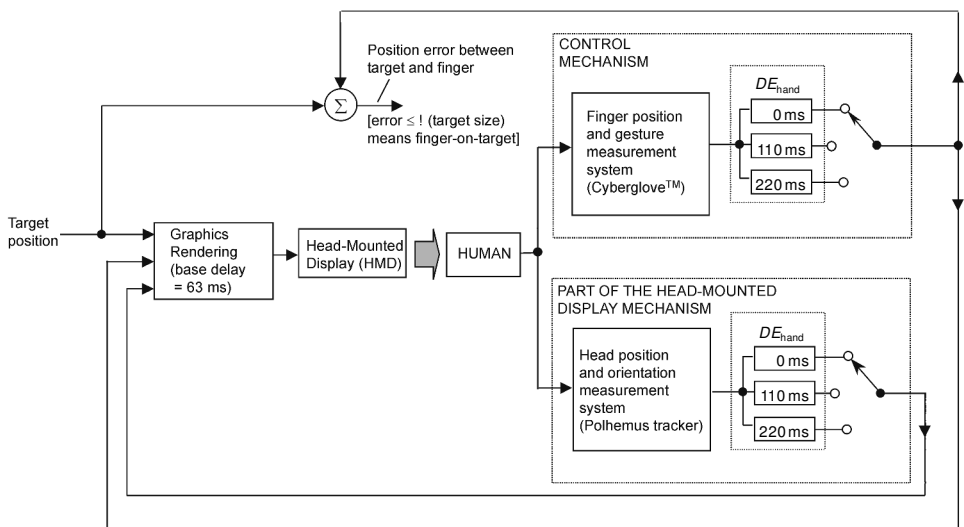 Position error between
target and finger
Σ
[error ≤ ! (target size)
means finger-on-target]
CONTROL
MECHANISM
Finger position
and gesture
measurement
system
(Cyberglove™)
DEhand
0 ms
110 ms
220 ms
Target
position
Graphics
Rendering
(base delay
= 63 ms)
Head-Mounted
Display (HMD)
HUMAN
PART OF THE HEAD-MOUNTED
DISPLAY MECHANISM
Head position
and orientation
measurement
system
(Polhemus tracker)
DEhand
0 ms
110 ms
220 ms